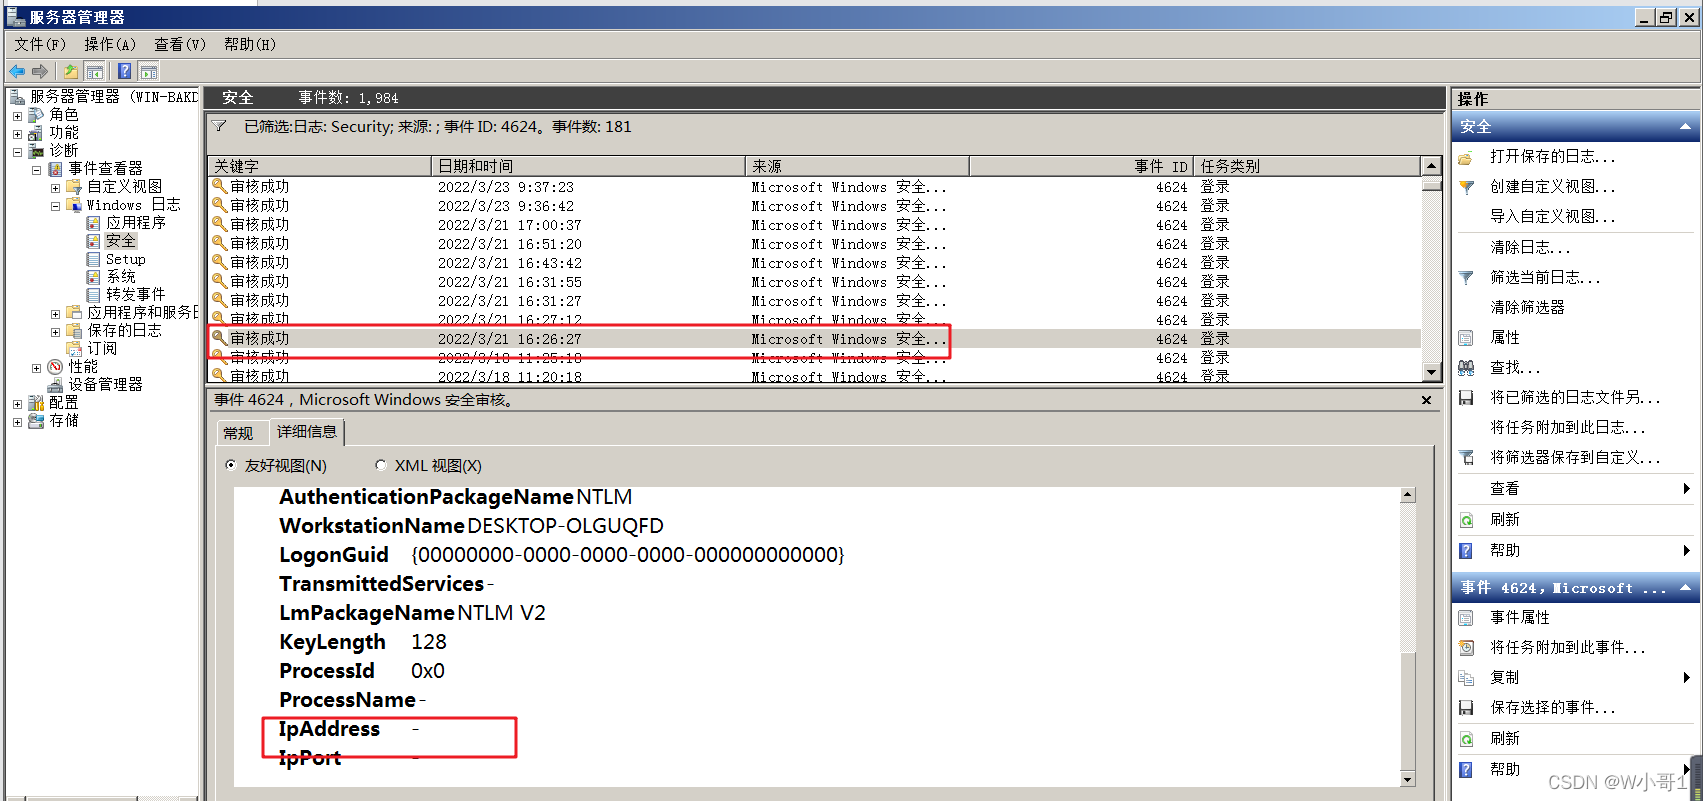 服务器管理器
文件(F) 操作(A) 查看(V) 帮助(H)
服务器管理器 (WIN-BAKD
角色
功能
诊断
事件查看器
自定义视图
Windows 日志
应用程序
安全
Setup
系统
转发事件
应用程序和服务日
保存的日志
订阅
性能
设备管理器
配置
存储
安全 事件数: 1,984
已筛选:日志: Security; 来源: ; 事件 ID: 4624。事件数: 181
关键字 日期和时间 来源 事件 ID 任务类别
审核成功 2022/3/23 9:37:23 Microsoft Windows 安全... 4624 登录
审核成功 2022/3/23 9:36:42 Microsoft Windows 安全... 4624 登录
审核成功 2022/3/21 17:00:37 Microsoft Windows 安全... 4624 登录
审核成功 2022/3/21 16:51:20 Microsoft Windows 安全... 4624 登录
审核成功 2022/3/21 16:43:42 Microsoft Windows 安全... 4624 登录
审核成功 2022/3/21 16:31:55 Microsoft Windows 安全... 4624 登录
审核成功 2022/3/21 16:31:27 Microsoft Windows 安全... 4624 登录
审核成功 2022/3/21 16:27:12 Microsoft Windows 安全... 4624 登录
审核成功 2022/3/21 16:26:27 Microsoft Windows 安全... 4624 登录
审核成功 2022/3/18 11:25:18 Microsoft Windows 安全... 4624 登录
审核成功 2022/3/18 11:20:18 Microsoft Windows 安全... 4624 登录
事件 4624，Microsoft Windows 安全审核。
常规 详细信息
友好视图(N) XML 视图(X)
AuthenticationPackageName NTLM
WorkstationName DESKTOP-OLGUQFD
LogonGuid {00000000-0000-0000-0000-000000000000}
TransmittedServices -
LmPackageName NTLM V2
KeyLength 128
ProcessId 0x0
ProcessName -
IpAddress -
IpPort -
操作
安全
打开保存的日志...
创建自定义视图...
导入自定义视图...
清除日志...
筛选当前日志...
清除筛选器
属性
查找...
将已筛选的日志文件另...
将任务附加到此日志...
将筛选器保存到自定义...
查看
刷新
帮助
事件 4624，Microsoft ...
事件属性
将任务附加到此事件...
复制
保存选择的事件...
刷新
帮助
CSDN @W小哥1